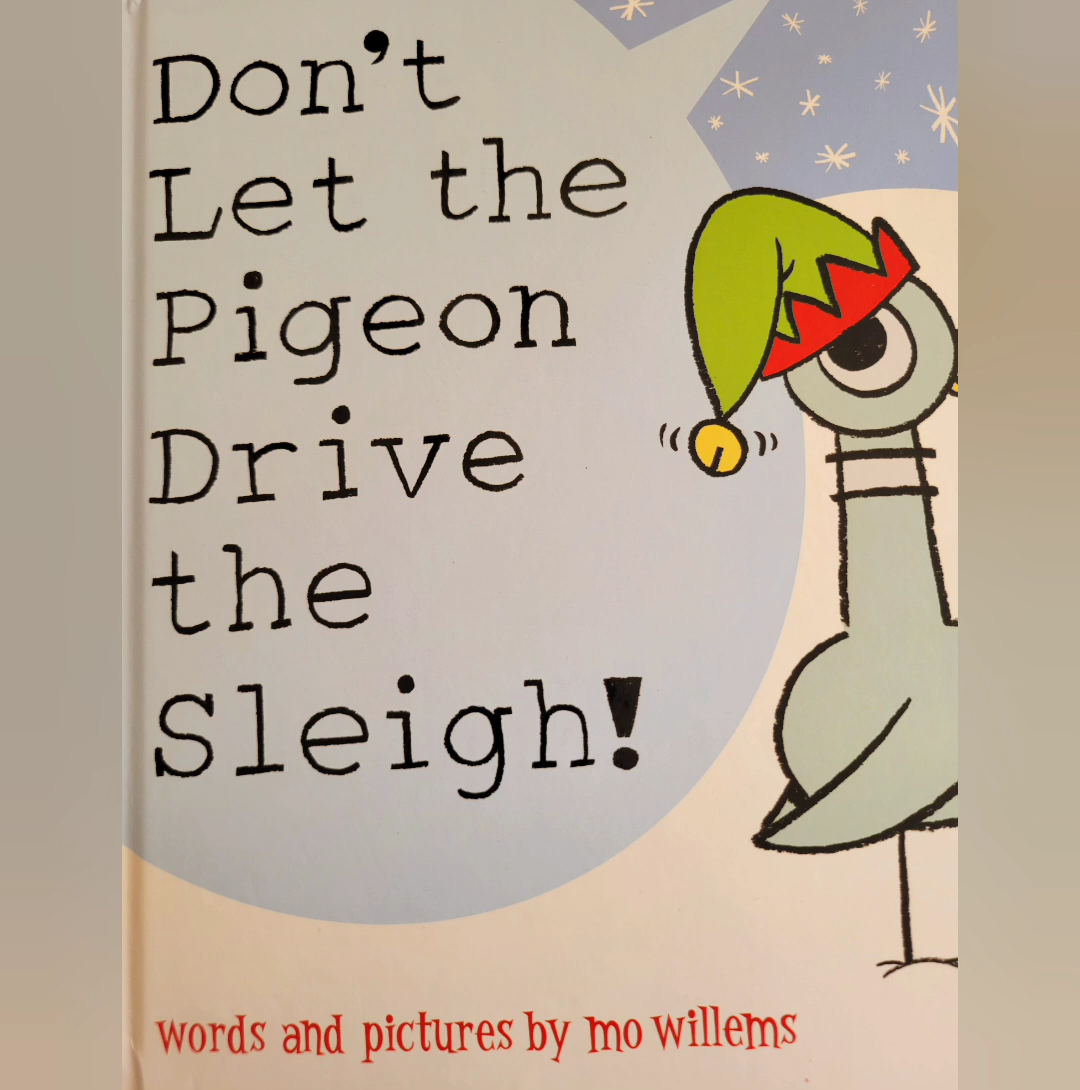 Don't
Let the
Pigeon
Drive
the
Sleigh!
words and pictures by mo willems